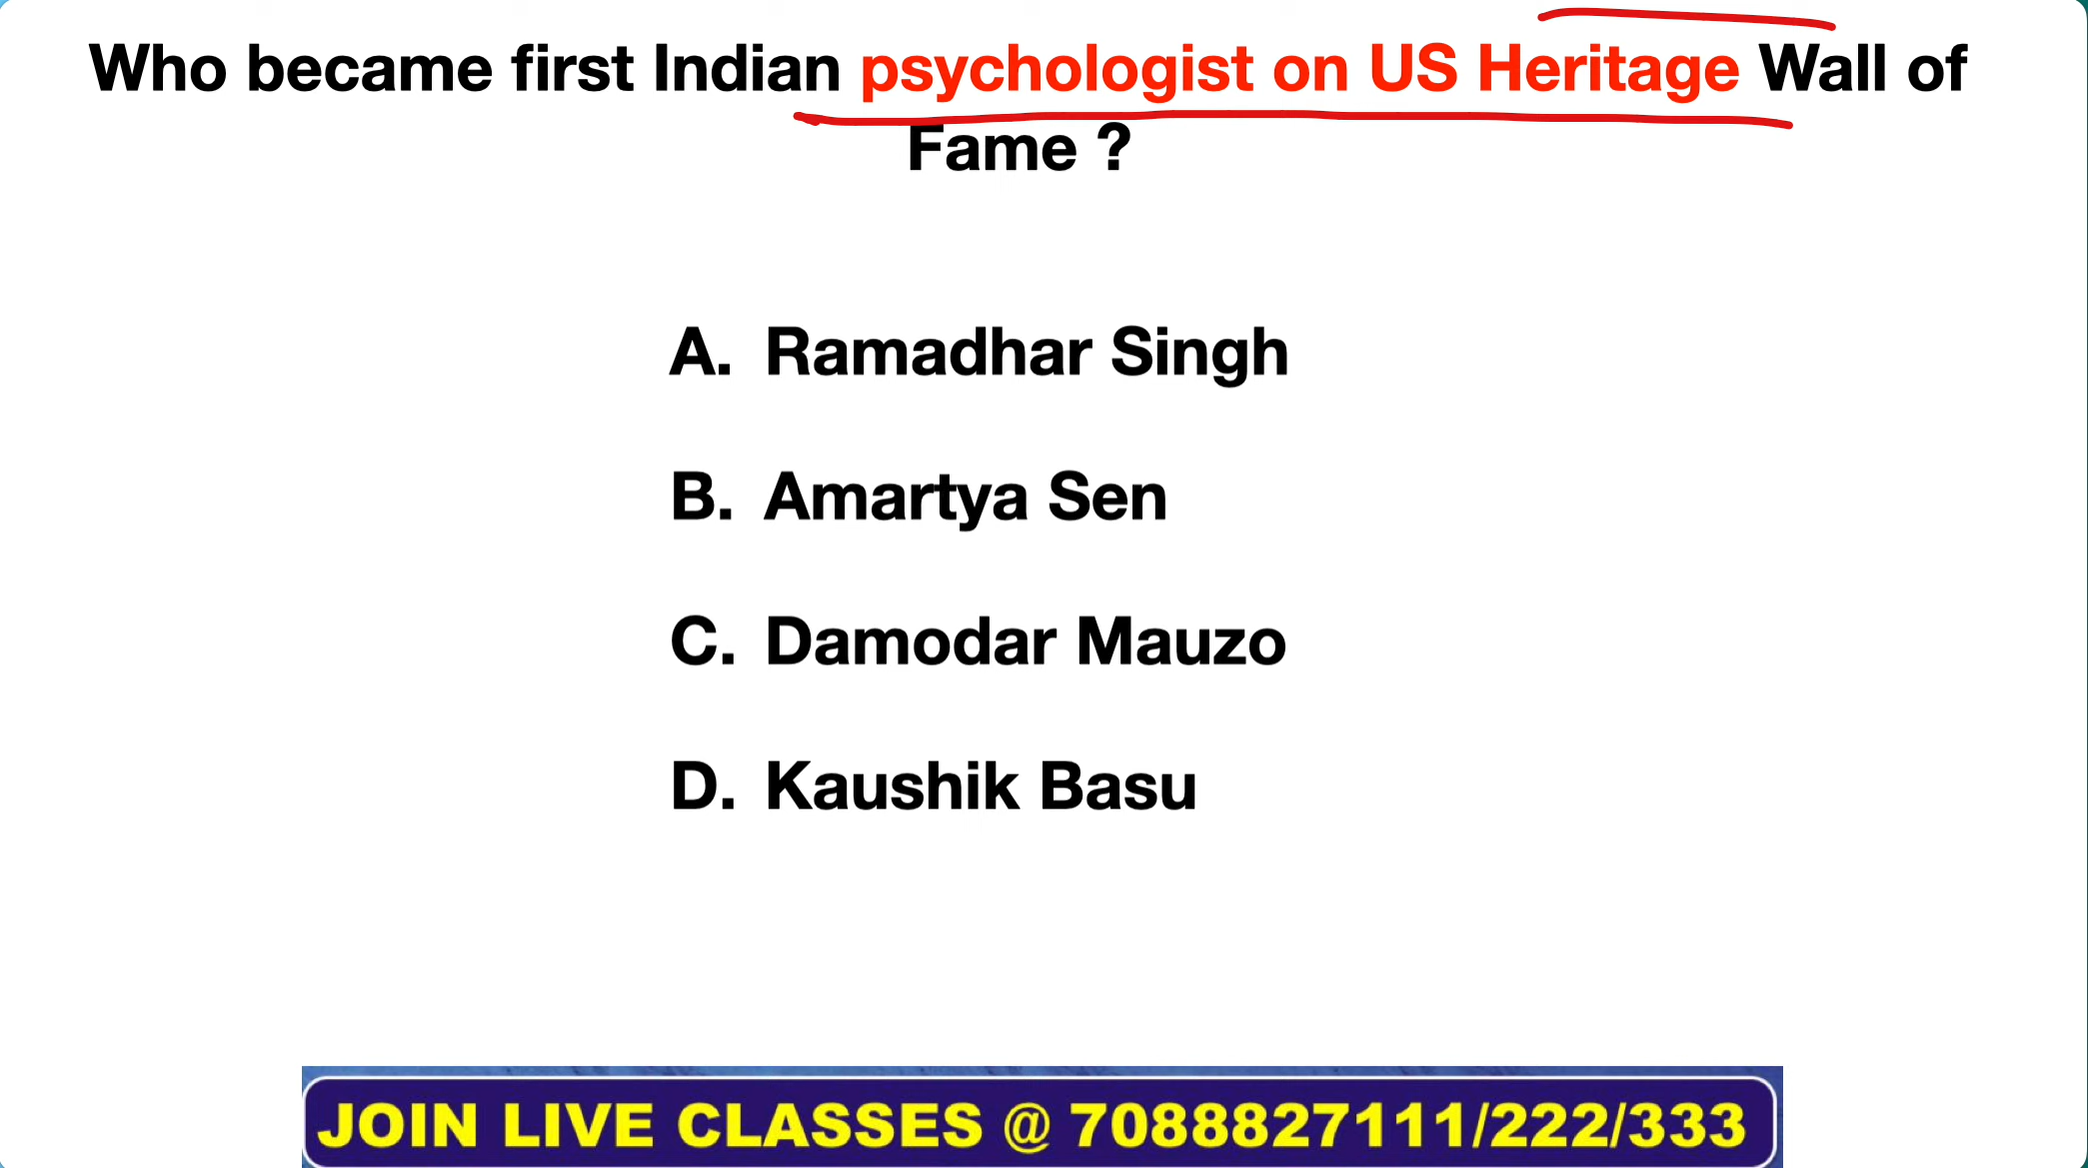 Who became first Indian psychologist on US Heritage Wall of
Fame ?
A. Ramadhar Singh
B. Amartya Sen
C. Damodar Mauzo
D. Kaushik Basu
JOIN LIVE CLASSES @ 7088827111/222/333